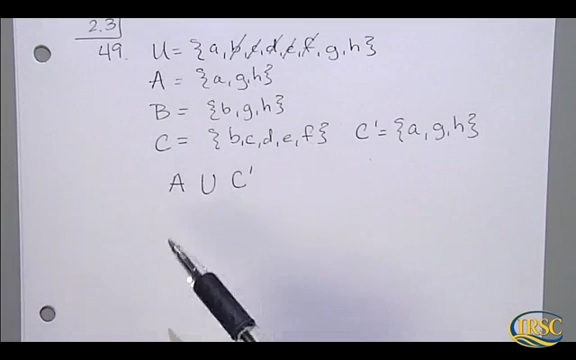 2.3
49. U = {a, b, c, d, e, f, g, h}
A = {a, g, h}
B = {b, g, h}
C = {b, c, d, e, f} C' = {a, g, h}
A ∪ C'
IRSC